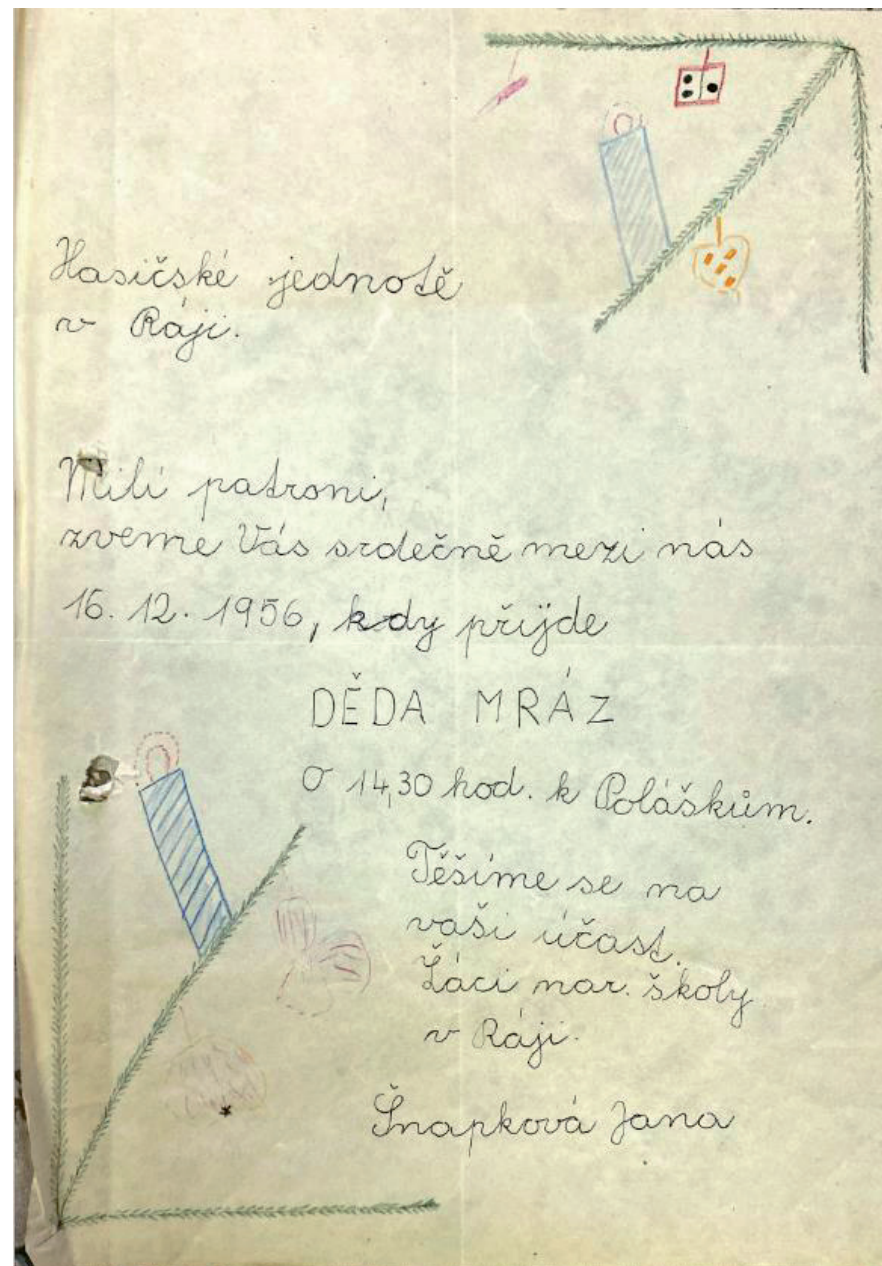 Hasičské jednotě
v Ráji.
Milí patroni,
zveme Vás srdečně mezi nás
16. 12. 1956, kdy přijde
DĚDA MRÁZ
O 14,30 hod. k Poláškům.
Těšíme se na
vaši účast.
Žáci nar. školy
v Ráji.
Šnapková Jana